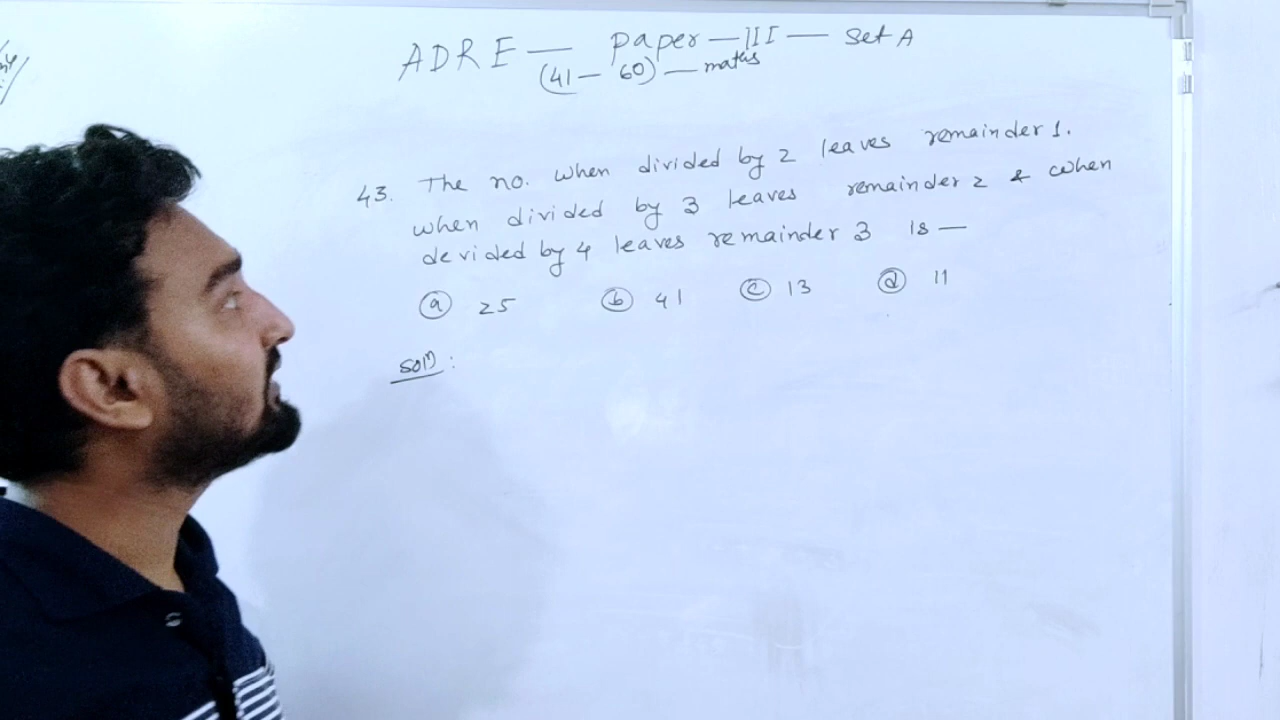 ADRE — Paper — III — Set A
(41 — 60) — maths
43. The no. when divided by 2 leaves remainder 1.
when divided by 3 leaves remainder 2 & when
devided by 4 leaves remainder 3 is —
(a) 25 (b) 41 (c) 13 (d) 11
Soln :